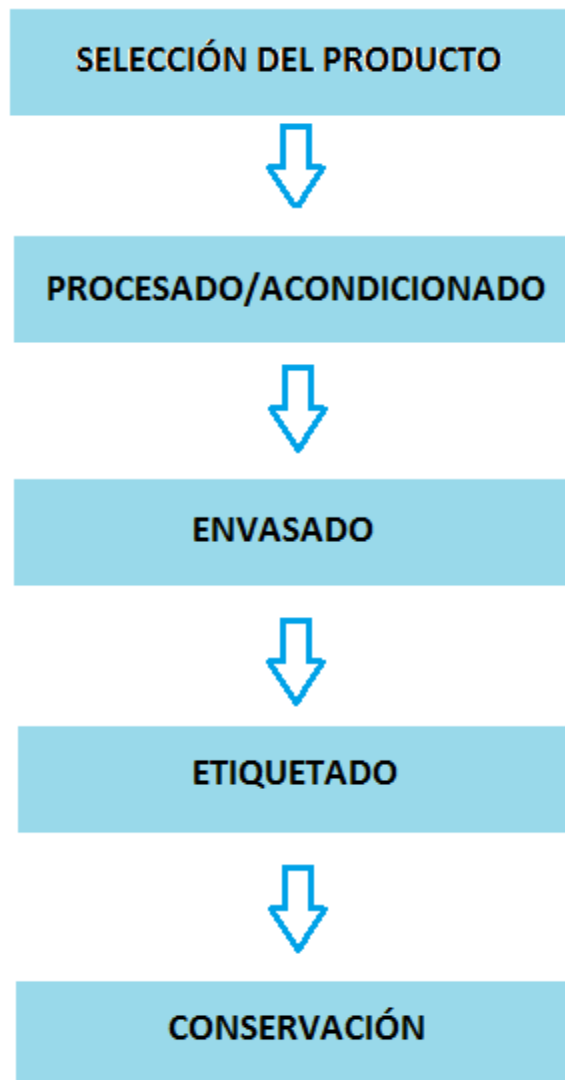 SELECCIÓN DEL PRODUCTO
PROCESADO/ACONDICIONADO
ENVASADO
ETIQUETADO
CONSERVACIÓN